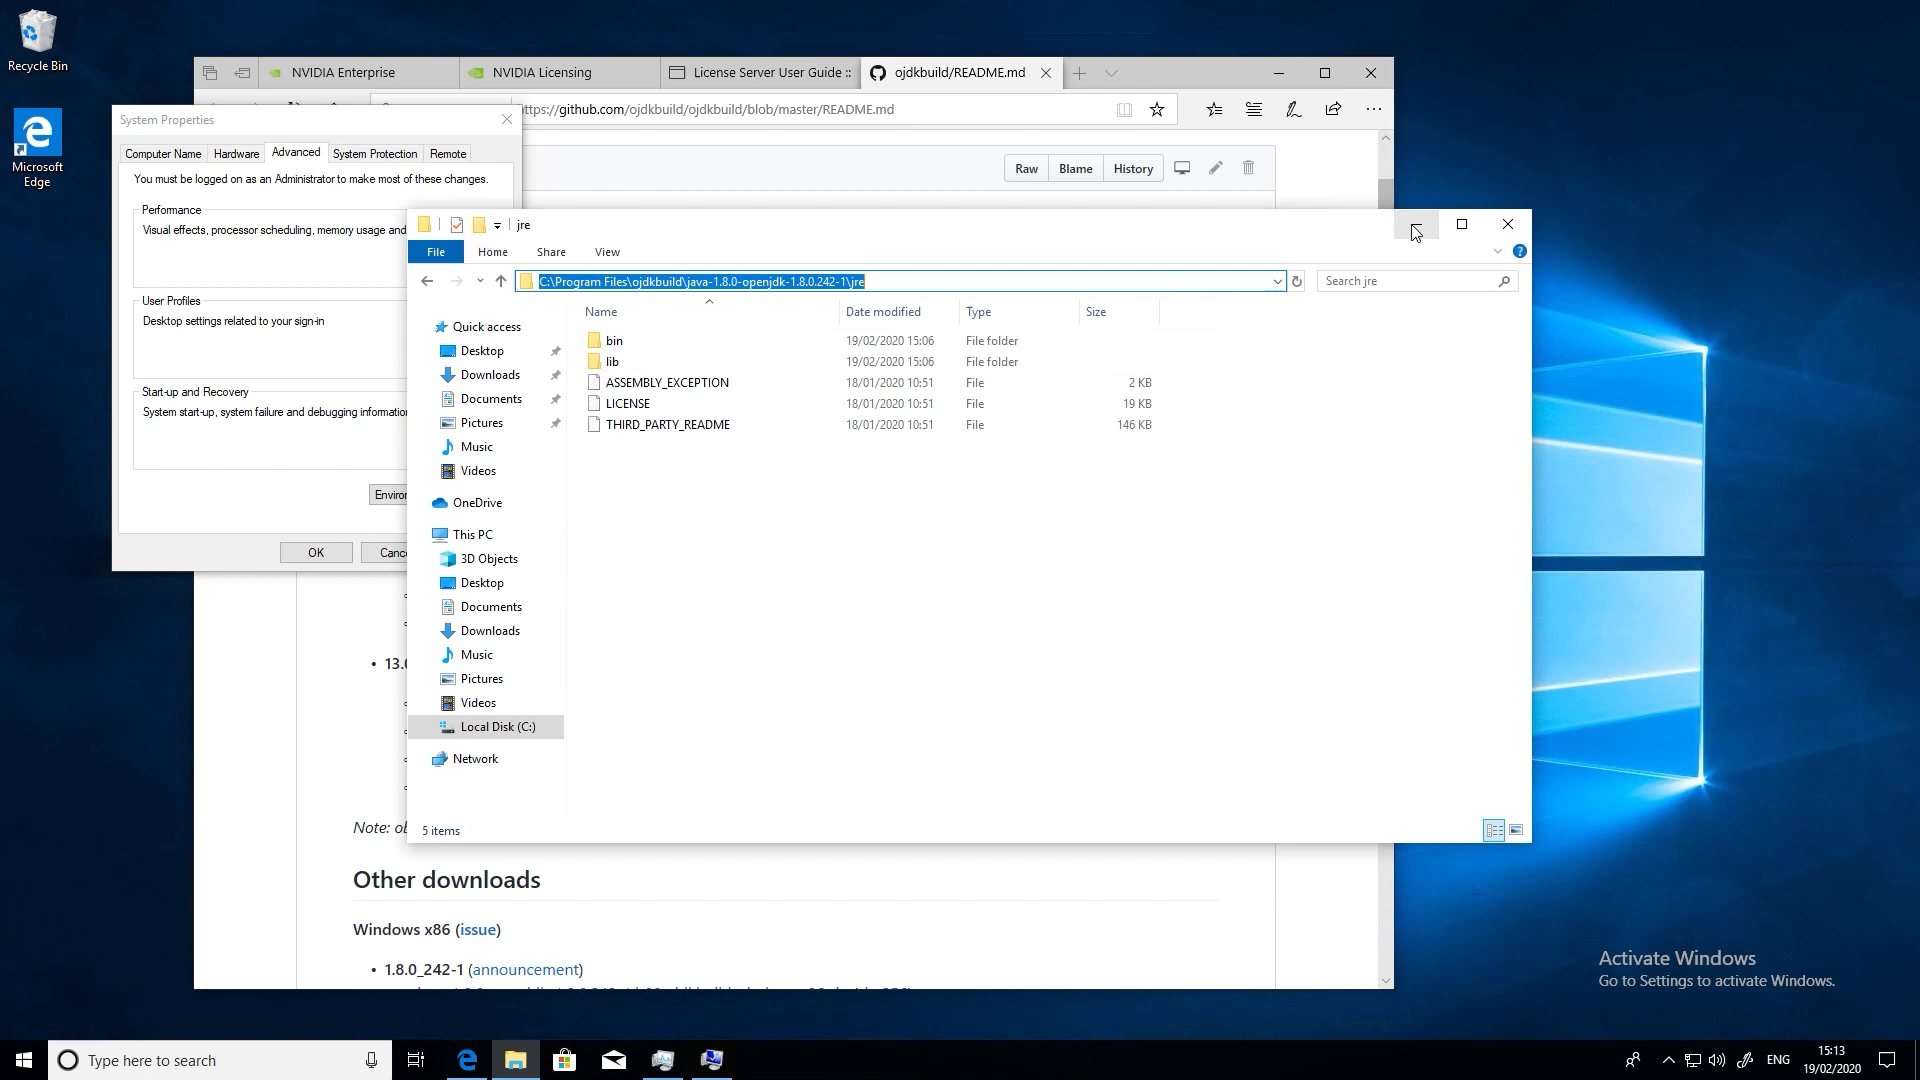 Recycle Bin
Microsoft
Edge
NVIDIA Enterprise
NVIDIA Licensing
License Server User Guide ::
ojdkbuild/README.md
ttps://github.com/ojdkbuild/ojdkbuild/blob/master/README.md
System Properties
Computer Name
Hardware
Advanced
System Protection
Remote
You must be logged on as an Administrator to make most of these changes.
Performance
Visual effects, processor scheduling, memory usage and
User Profiles
Desktop settings related to your sign-in
Start-up and Recovery
System start-up, system failure and debugging informatio
Environ
OK
Cance
Raw
Blame
History
jre
File
Home
Share
View
C:\Program Files\ojdkbuild\java-1.8.0-openjdk-1.8.0.242-1\jre
Search jre
Name
Date modified
Type
Size
bin 19/02/2020 15:06 File folder
lib 19/02/2020 15:06 File folder
ASSEMBLY_EXCEPTION 18/01/2020 10:51 File 2 KB
LICENSE 18/01/2020 10:51 File 19 KB
THIRD_PARTY_README 18/01/2020 10:51 File 146 KB
Quick access
Desktop
Downloads
Documents
Pictures
Music
Videos
OneDrive
This PC
3D Objects
Desktop
Documents
Downloads
Music
Pictures
Videos
Local Disk (C:)
Network
5 items
• 13.0
Note: ob
Other downloads
Windows x86 (issue)
• 1.8.0_242-1 (announcement)
Activate Windows
Go to Settings to activate Windows.
Type here to search
ENG
15:13
19/02/2020